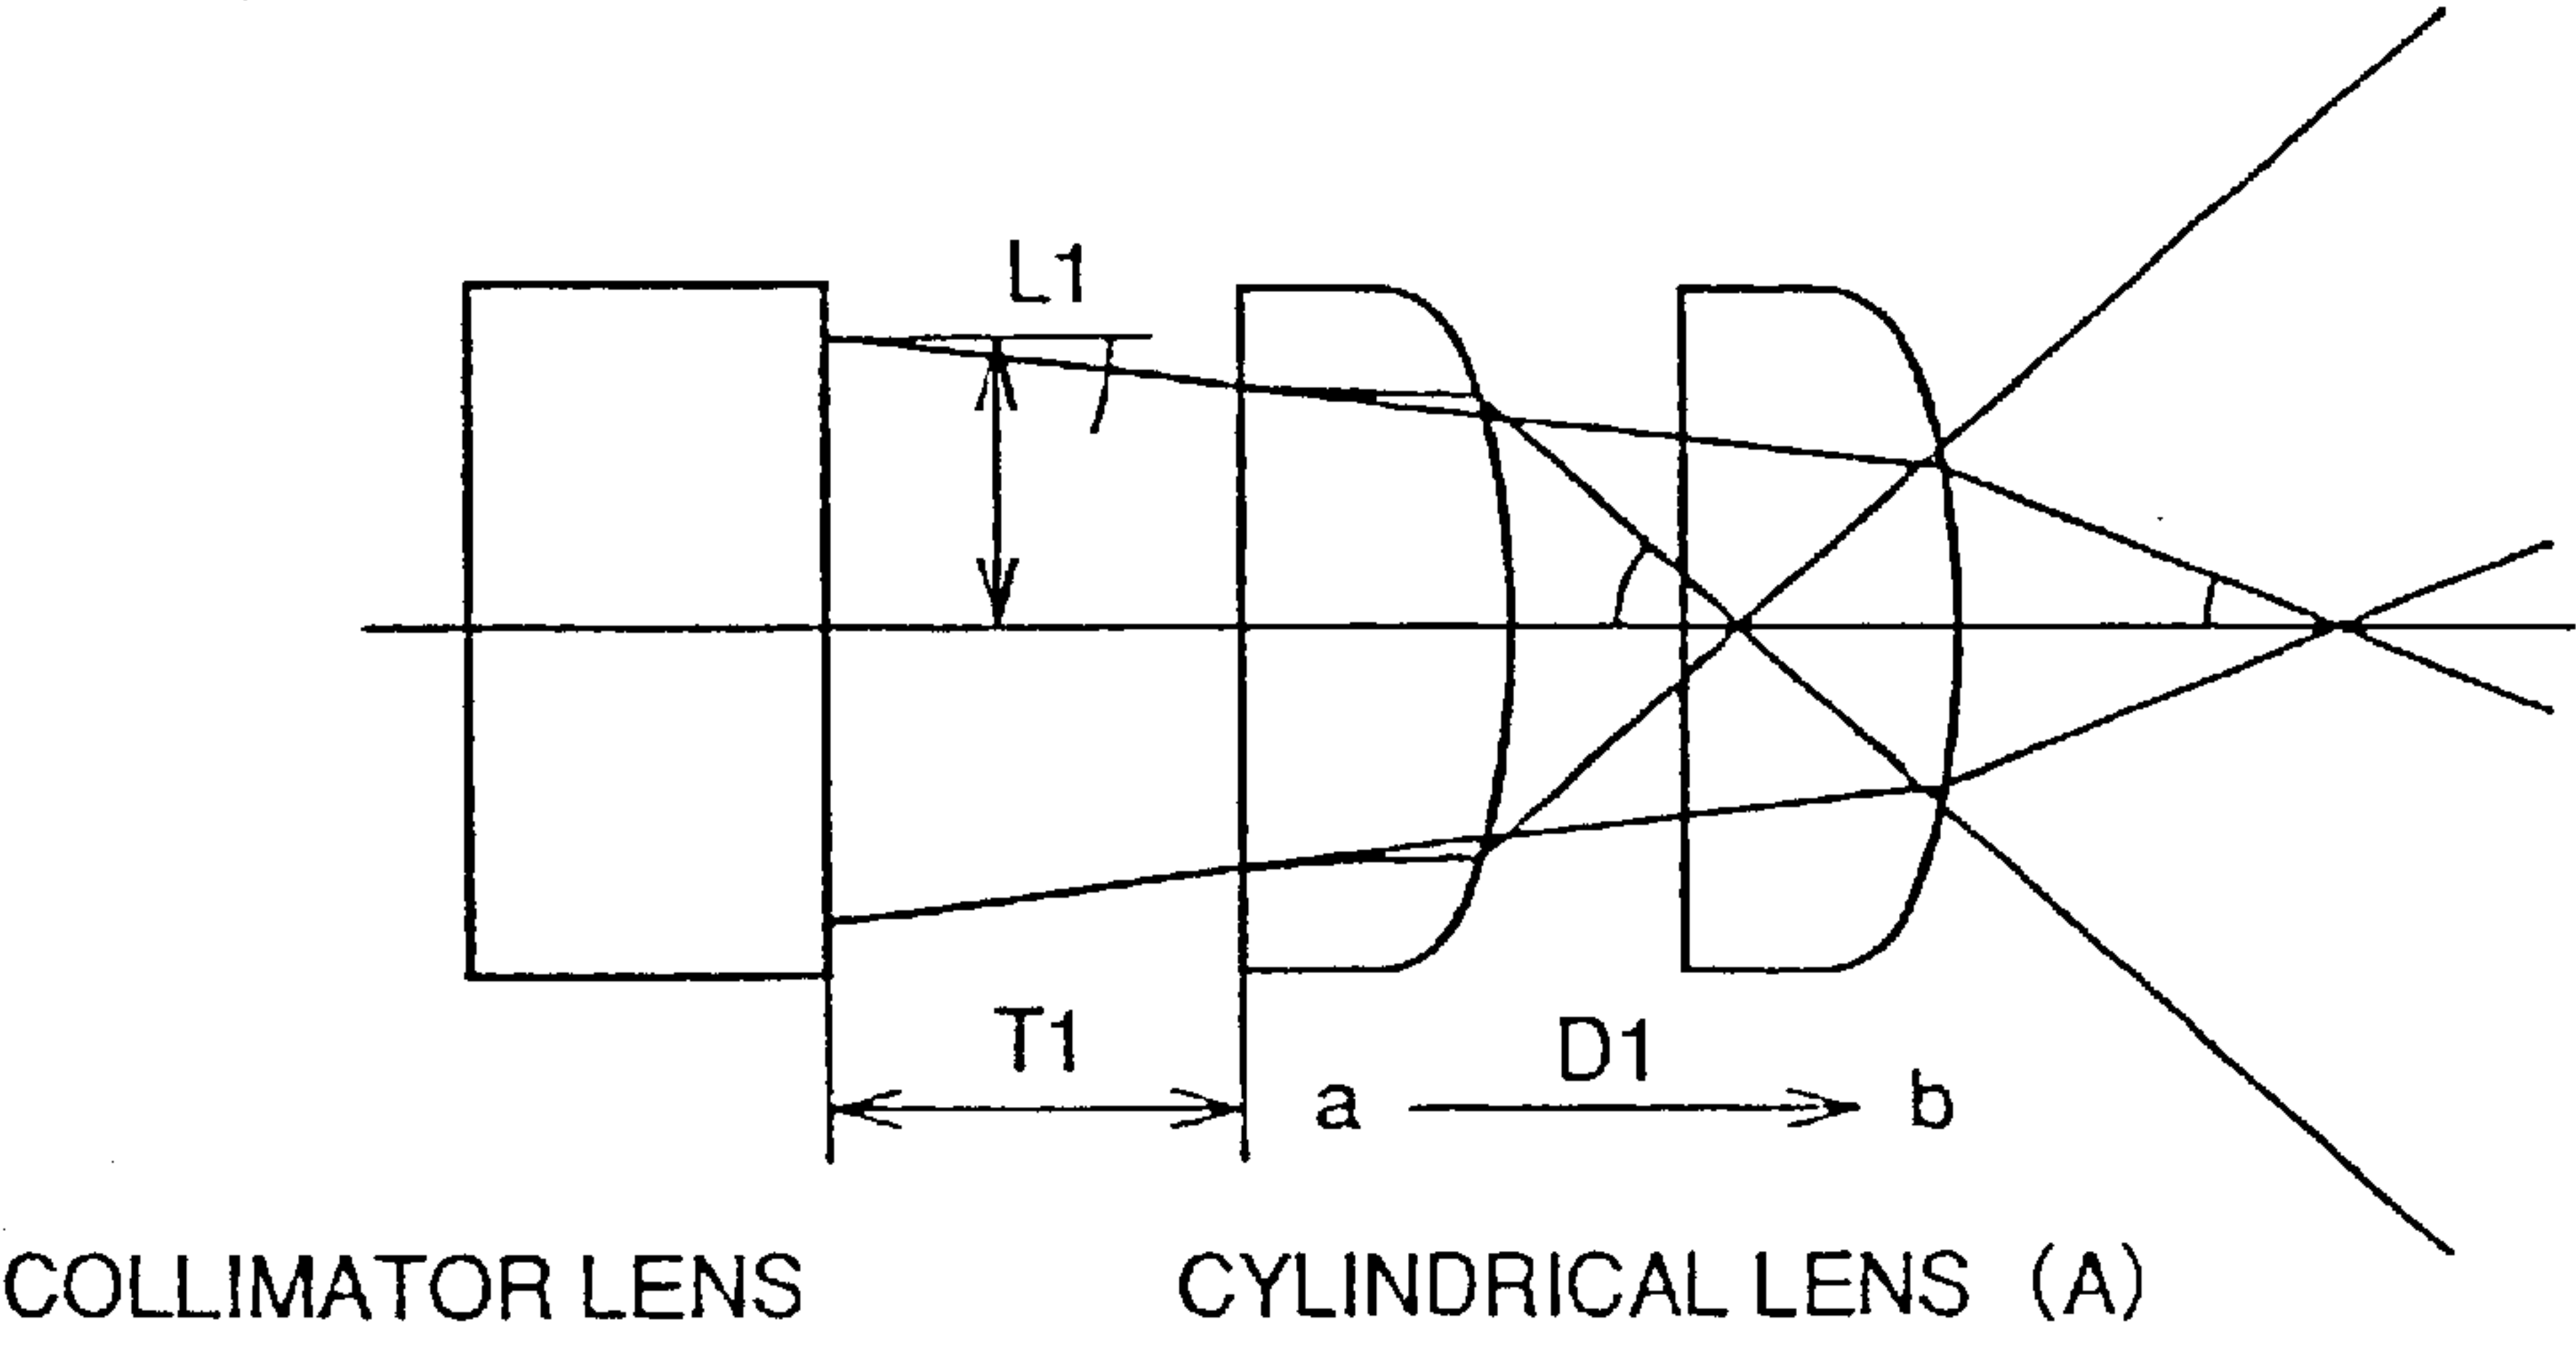 L1
T1
D1
a
b
COLLIMATOR LENS
CYLINDRICAL LENS (A)